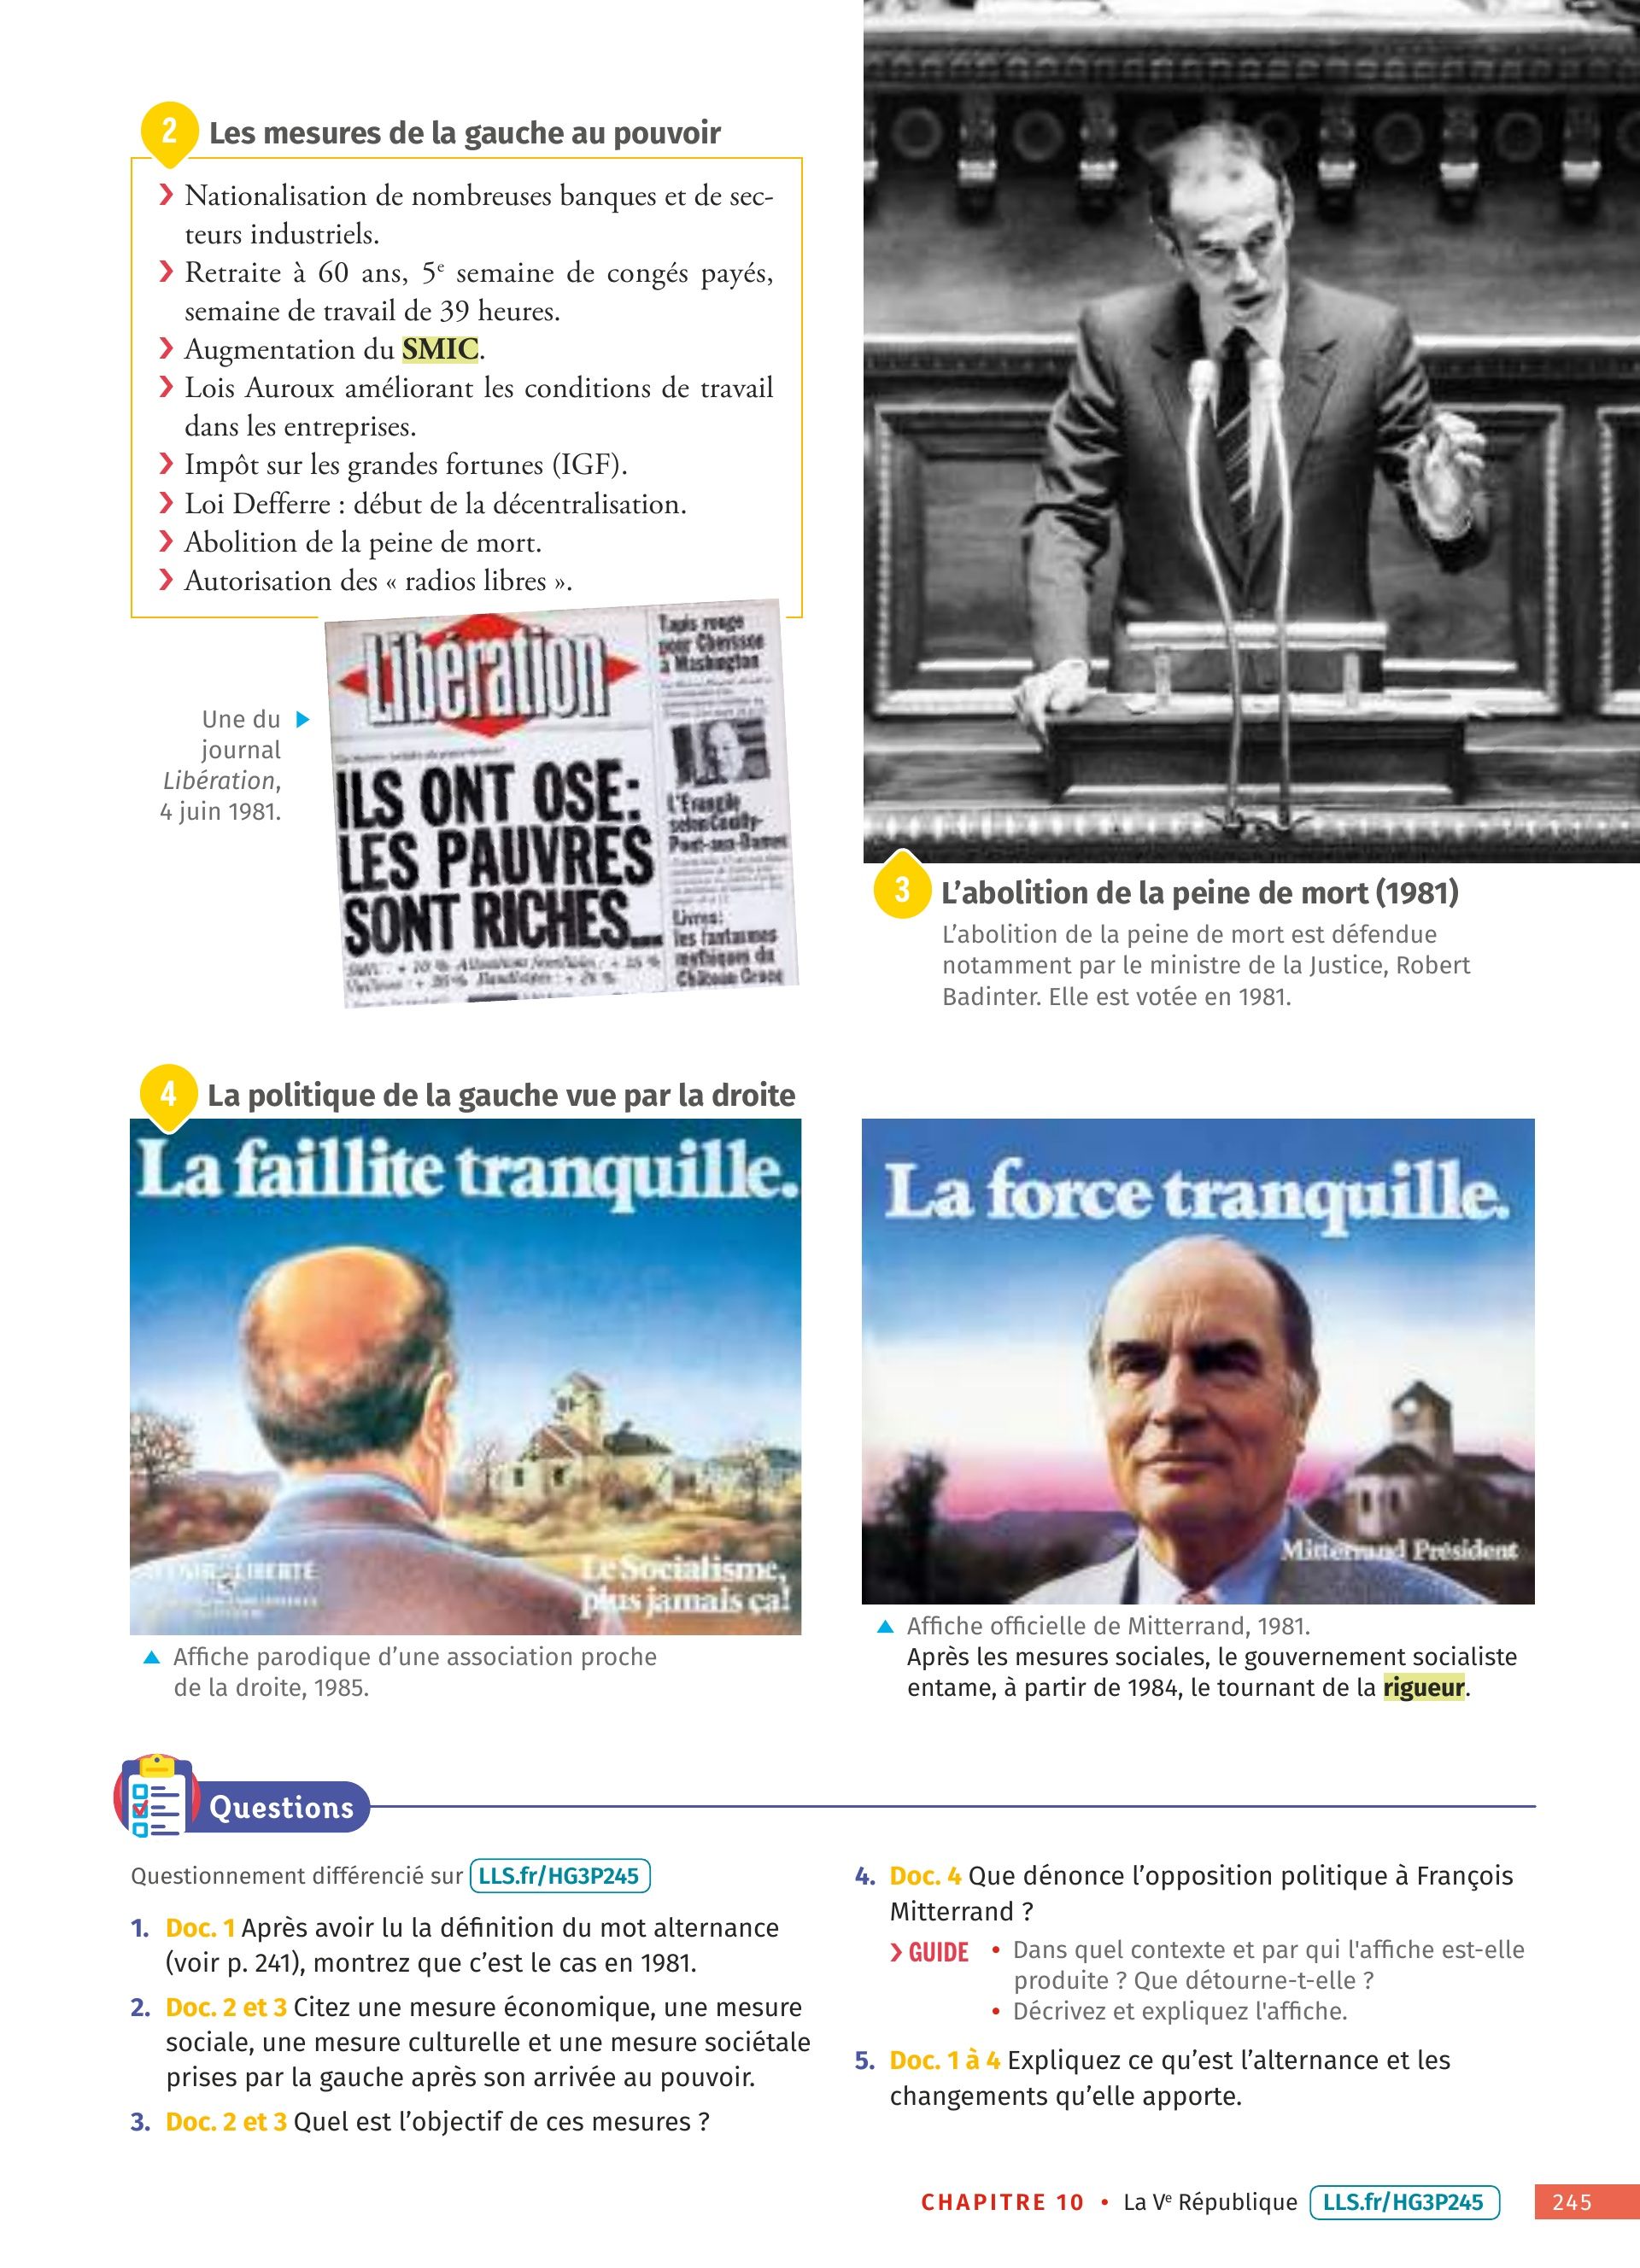 2
Les mesures de la gauche au pouvoir
❯ Nationalisation de nombreuses banques et de sec-
teurs industriels.
❯ Retraite à 60 ans, 5e semaine de congés payés,
semaine de travail de 39 heures.
❯ Augmentation du SMIC.
❯ Lois Auroux améliorant les conditions de travail
dans les entreprises.
❯ Impôt sur les grandes fortunes (IGF).
❯ Loi Defferre : début de la décentralisation.
❯ Abolition de la peine de mort.
❯ Autorisation des « radios libres ».
Une du
journal
Libération,
4 juin 1981.
Libération
ILS ONT OSE:
LES PAUVRES
SONT RICHES...
Tapis rouge
pour Cheysson
à Washington
L'Evangile
selon Couilly-
Pont-aux-Dames
Livres:
les fantasmes
mythiques du
3
L'abolition de la peine de mort (1981)
L'abolition de la peine de mort est défendue
notamment par le ministre de la Justice, Robert
Badinter. Elle est votée en 1981.
4
La politique de la gauche vue par la droite
La faillite tranquille.
LIBERTÉ
Le Socialisme,
plus jamais ça!
Affiche parodique d'une association proche
de la droite, 1985.
La force tranquille.
Mitterrand Président
Affiche officielle de Mitterrand, 1981.
Après les mesures sociales, le gouvernement socialiste
entame, à partir de 1984, le tournant de la rigueur.
Questions
Questionnement différencié sur LLS.fr/HG3P245
1. Doc. 1 Après avoir lu la définition du mot alternance
(voir p. 241), montrez que c'est le cas en 1981.
2. Doc. 2 et 3 Citez une mesure économique, une mesure
sociale, une mesure culturelle et une mesure sociétale
prises par la gauche après son arrivée au pouvoir.
3. Doc. 2 et 3 Quel est l'objectif de ces mesures ?
4. Doc. 4 Que dénonce l'opposition politique à François
Mitterrand ?
❯ GUIDE • Dans quel contexte et par qui l'affiche est-elle
produite ? Que détourne-t-elle ?
• Décrivez et expliquez l'affiche.
5. Doc. 1 à 4 Expliquez ce qu'est l'alternance et les
changements qu'elle apporte.
CHAPITRE 10 • La Ve République LLS.fr/HG3P245 245